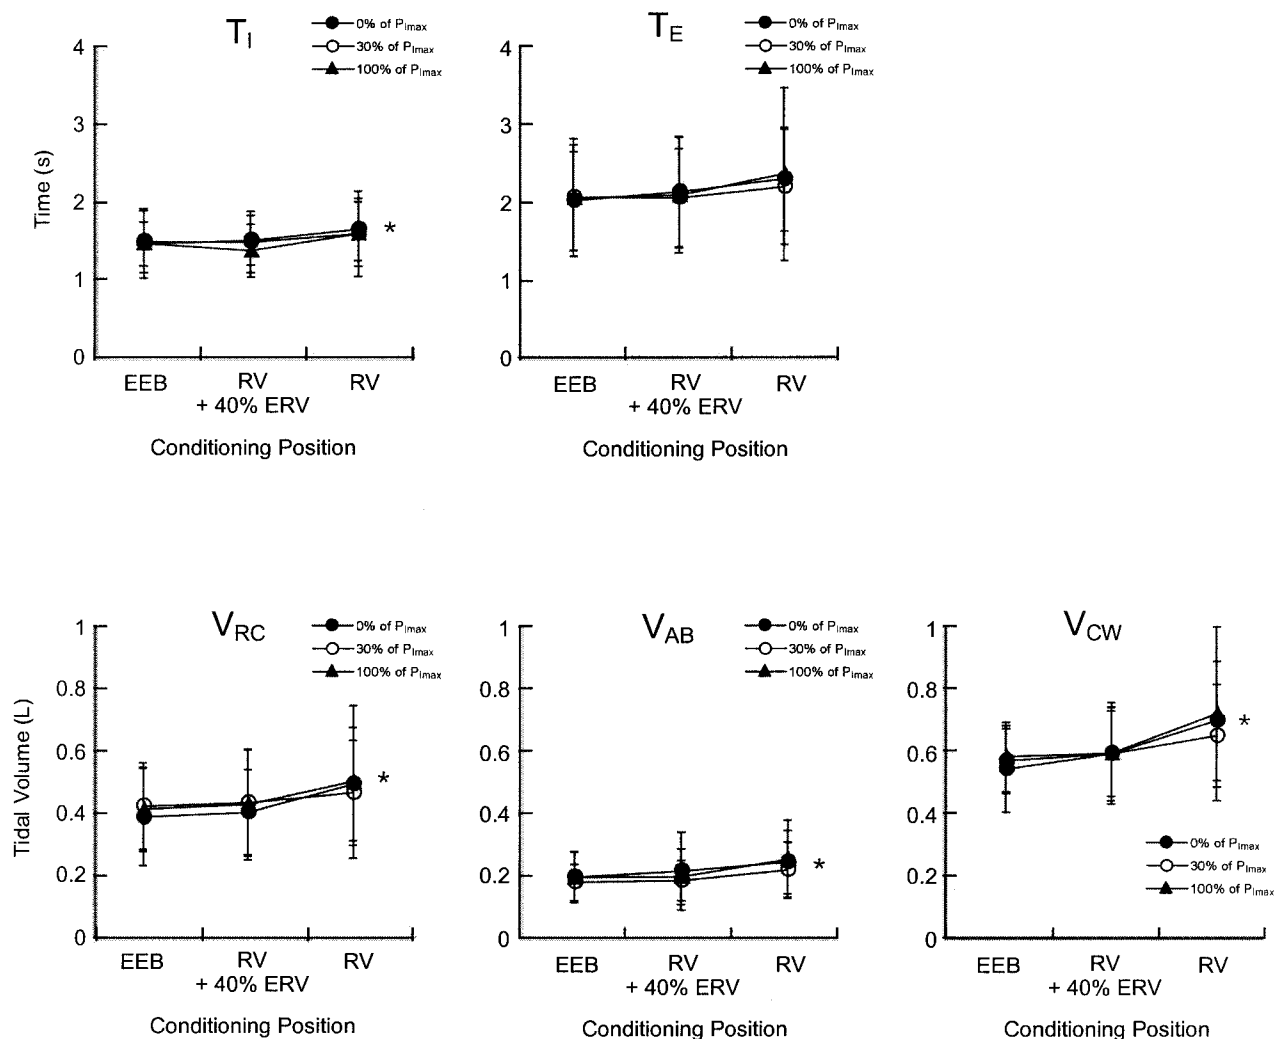 T_I
0% of P_Imax
30% of P_Imax
100% of P_Imax
4
3
2
1
0
Time (s)
*
EEB
RV
+ 40% ERV
RV
Conditioning Position
T_E
0% of P_Imax
30% of P_Imax
100% of P_Imax
4
3
2
1
0
EEB
RV
+ 40% ERV
RV
Conditioning Position
V_RC
0% of P_Imax
30% of P_Imax
100% of P_Imax
1
0.8
0.6
0.4
0.2
0
Tidal Volume (L)
*
EEB
RV
+ 40% ERV
RV
Conditioning Position
V_AB
0% of P_Imax
30% of P_Imax
100% of P_Imax
1
0.8
0.6
0.4
0.2
0
*
EEB
RV
+ 40% ERV
RV
Conditioning Position
V_CW
1
0.8
0.6
0.4
0.2
0
*
0% of P_Imax
30% of P_Imax
100% of P_Imax
EEB
RV
+ 40% ERV
RV
Conditioning Position